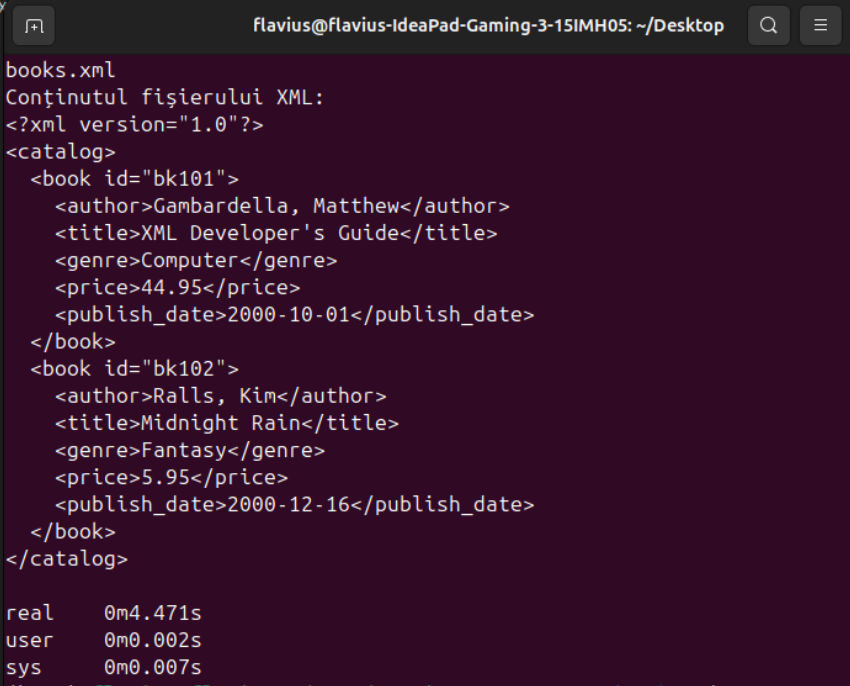 flavius@flavius-IdeaPad-Gaming-3-15IMH05: ~/Desktop
books.xml
Conținutul fișierului XML:
<?xml version="1.0"?>
<catalog>
  <book id="bk101">
    <author>Gambardella, Matthew</author>
    <title>XML Developer's Guide</title>
    <genre>Computer</genre>
    <price>44.95</price>
    <publish_date>2000-10-01</publish_date>
  </book>
  <book id="bk102">
    <author>Ralls, Kim</author>
    <title>Midnight Rain</title>
    <genre>Fantasy</genre>
    <price>5.95</price>
    <publish_date>2000-12-16</publish_date>
  </book>
</catalog>
real    0m4.471s
user    0m0.002s
sys     0m0.007s